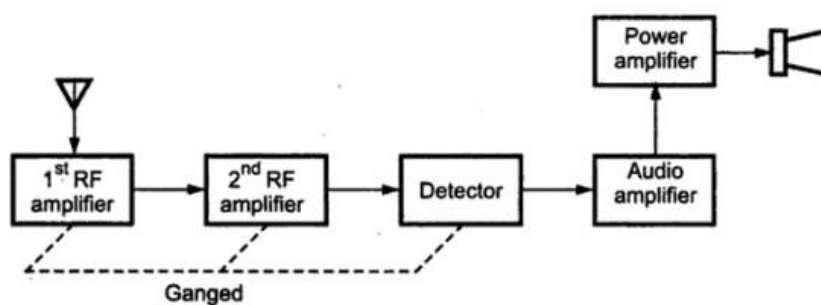 1st RF
amplifier
2nd RF
amplifier
Detector
Audio
amplifier
Power
amplifier
Ganged